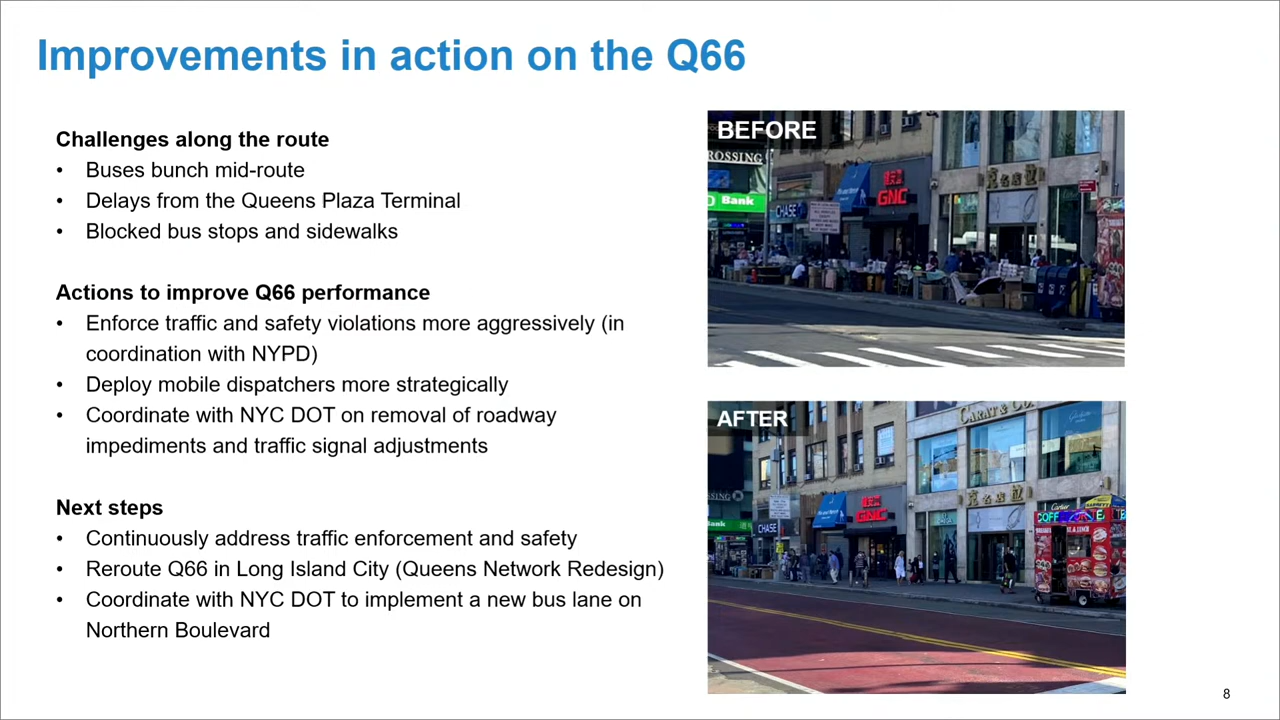 Improvements in action on the Q66
Challenges along the route
• Buses bunch mid-route
• Delays from the Queens Plaza Terminal
• Blocked bus stops and sidewalks
Actions to improve Q66 performance
• Enforce traffic and safety violations more aggressively (in
coordination with NYPD)
• Deploy mobile dispatchers more strategically
• Coordinate with NYC DOT on removal of roadway
impediments and traffic signal adjustments
Next steps
• Continuously address traffic enforcement and safety
• Reroute Q66 in Long Island City (Queens Network Redesign)
• Coordinate with NYC DOT to implement a new bus lane on
Northern Boulevard
BEFORE
Bank
CHASE
GNC
AFTER
CARAT & CO.
Bank
CHASE
GNC
8